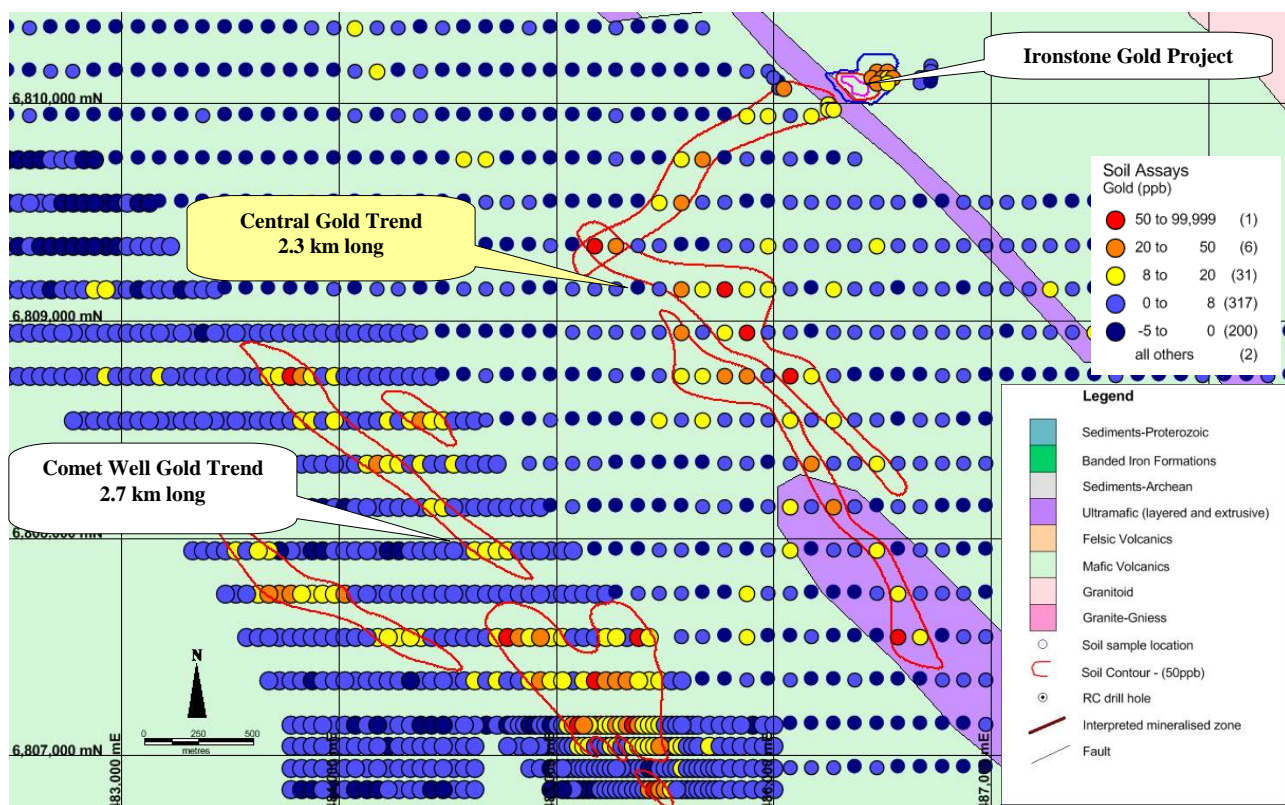 Ironstone Gold Project
6,810,000 mN
Central Gold Trend
2.3 km long
6,809,000 mN
Comet Well Gold Trend
2.7 km long
6,807,000 mN
N
0 250 500
metres
Soil Assays
Gold (ppb)
50 to 99,999 (1)
20 to 50 (6)
8 to 20 (31)
0 to 8 (317)
-5 to 0 (200)
all others (2)
Legend
Sediments-Proterozoic
Banded Iron Formations
Sediments-Archean
Ultramafic (layered and extrusive)
Felsic Volcanics
Mafic Volcanics
Granitoid
Granite-Gniess
Soil sample location
Soil Contour - (50ppb)
RC drill hole
Interpreted mineralised zone
Fault